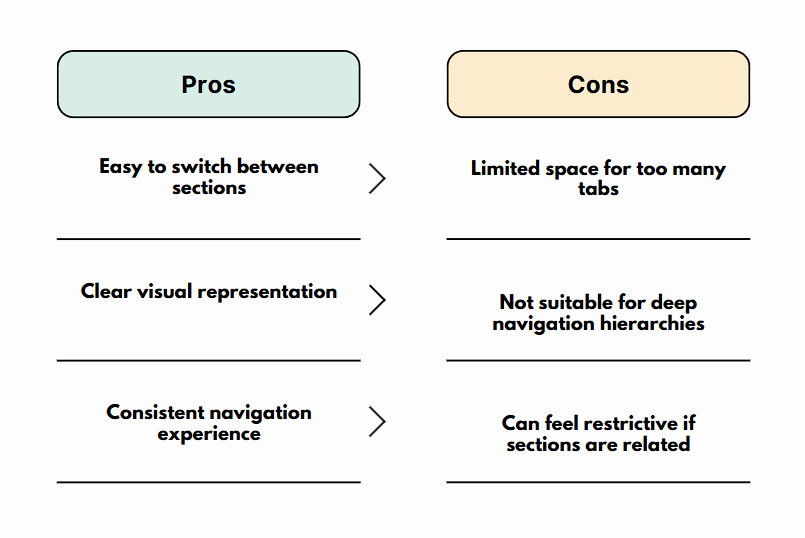 Pros
Cons
Easy to switch between
sections
Limited space for too many
tabs
Clear visual representation
Not suitable for deep
navigation hierarchies
Consistent navigation
experience
Can feel restrictive if
sections are related